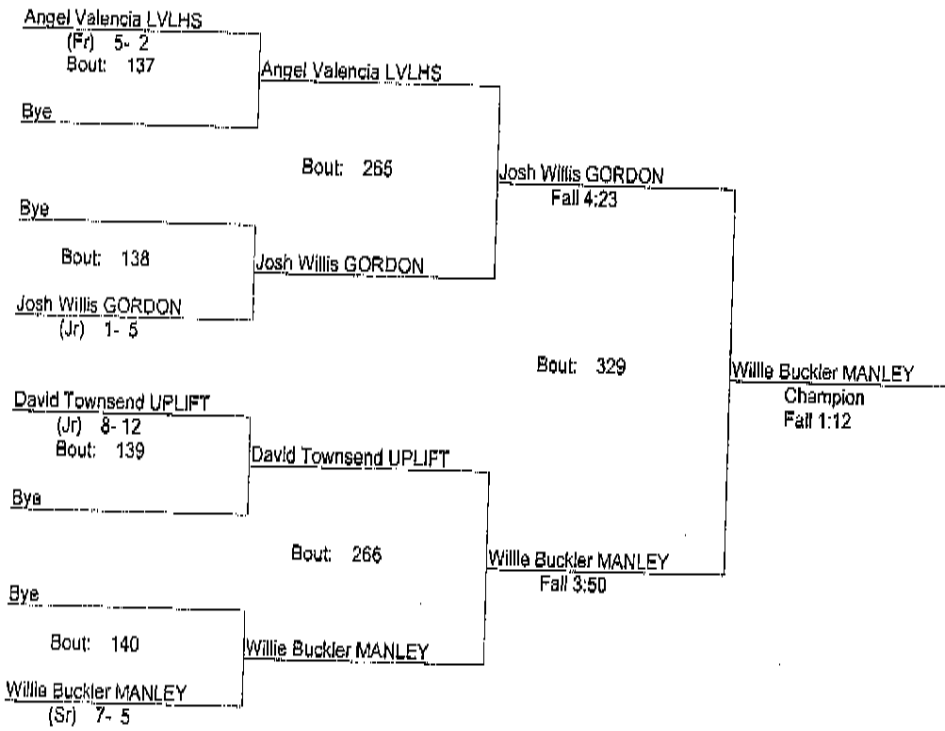 Angel Valencia LVLHS
(Fr) 5- 2
Bout: 137
Angel Valencia LVLHS
Bye
Bout: 265
Josh Willis GORDON
Fall 4:23
Bye
Bout: 138
Josh Willis GORDON
Josh Willis GORDON
(Jr) 1- 5
Bout: 329
Willie Buckler MANLEY
Champion
Fall 1:12
David Townsend UPLIFT
(Jr) 8- 12
Bout: 139
David Townsend UPLIFT
Bye
Bout: 266
Willie Buckler MANLEY
Fall 3:50
Bye
Bout: 140
Willie Buckler MANLEY
Willie Buckler MANLEY
(Sr) 7- 5